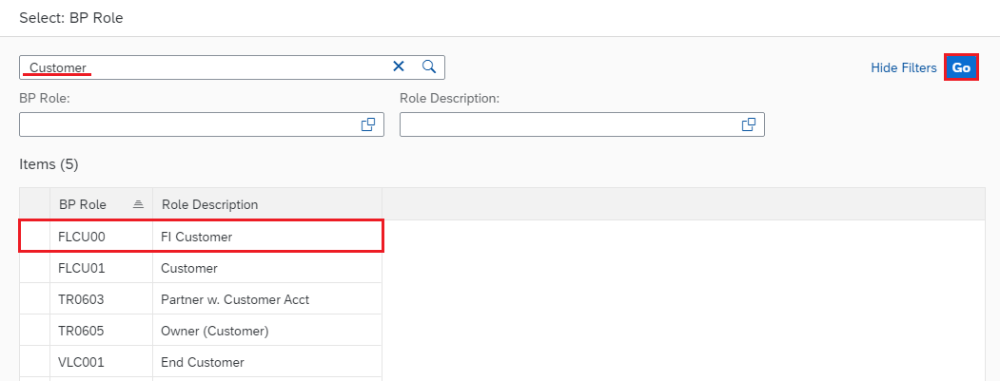 Select: BP Role
Customer
Hide Filters Go
BP Role: Role Description:
Items (5)
BP Role Role Description
FLCU00 FI Customer
FLCU01 Customer
TR0603 Partner w. Customer Acct
TR0605 Owner (Customer)
VLC001 End Customer